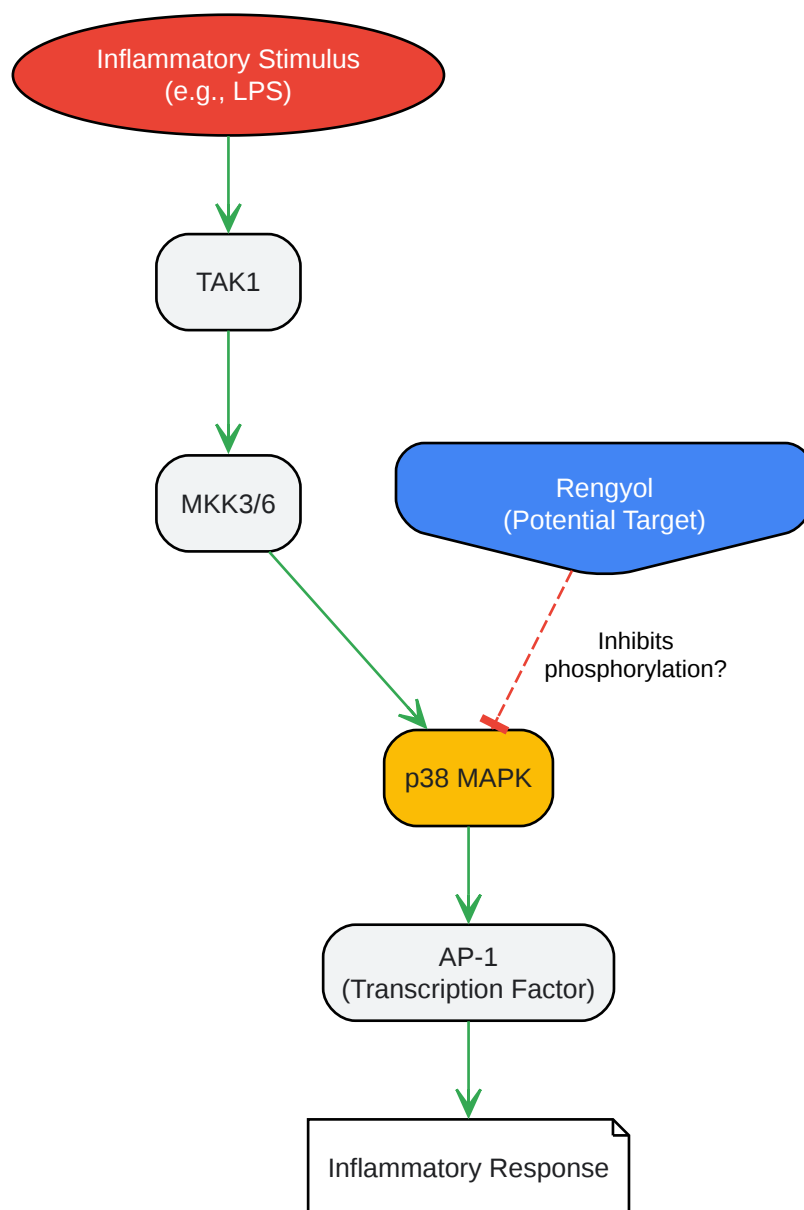 Inflammatory Stimulus
(e.g., LPS)
TAK1
MKK3/6
Rengyol
(Potential Target)
Inhibits
phosphorylation?
p38 MAPK
AP-1
(Transcription Factor)
Inflammatory Response